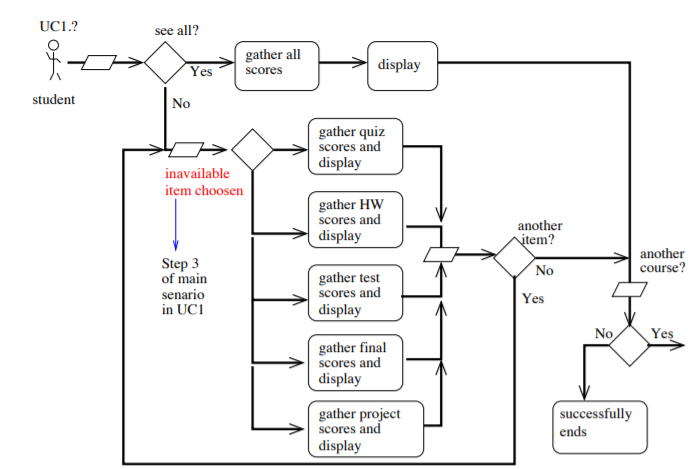 UC1.?
see all?
student
Yes
No
gather all
scores
display
inavailable
item choosen
Step 3
of main
senario
in UC1
gather quiz
scores and
display
gather HW
scores and
display
gather test
scores and
display
gather final
scores and
display
gather project
scores and
display
another
item?
No
Yes
another
course?
No
Yes
successfully
ends